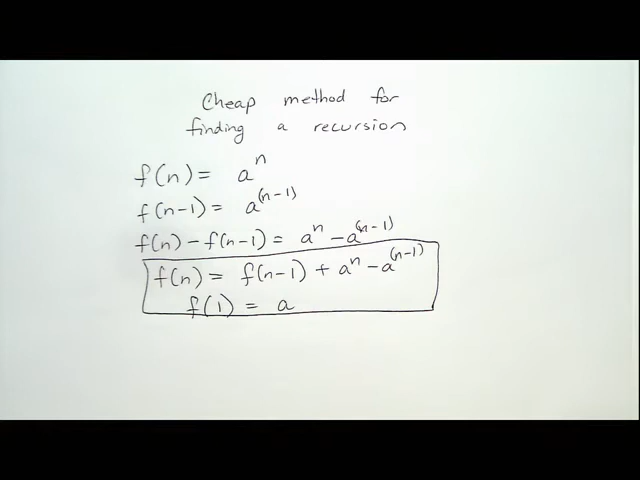 Cheap method for
finding a recursion
f(n) = a^n
f(n-1) = a^(n-1)
f(n) - f(n-1) = a^n - a^(n-1)
f(n) = f(n-1) + a^n - a^(n-1)
f(1) = a